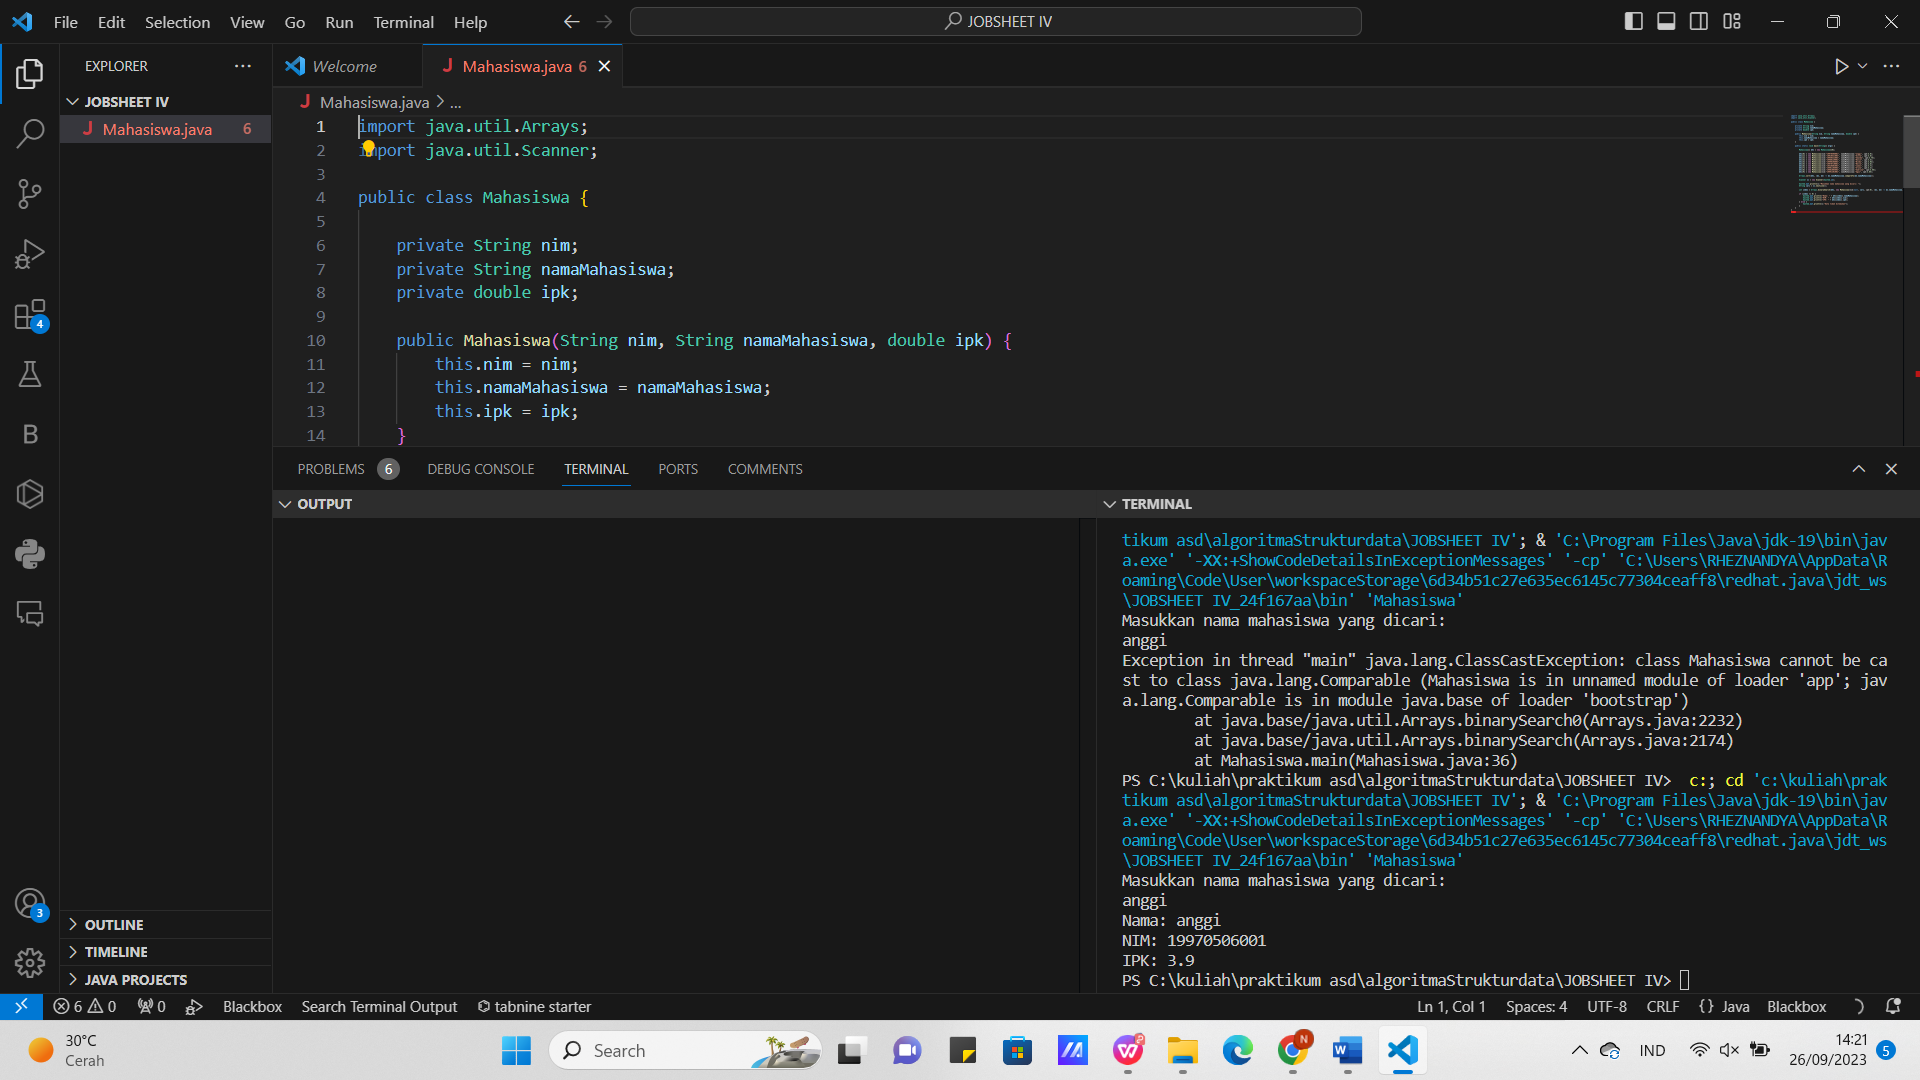 File Edit Selection View Go Run Terminal Help
JOBSHEET IV
EXPLORER
JOBSHEET IV
Mahasiswa.java 6
Welcome
Mahasiswa.java 6
Mahasiswa.java > ...
1 import java.util.Arrays;
2 import java.util.Scanner;
3
4 public class Mahasiswa {
5
6 private String nim;
7 private String namaMahasiswa;
8 private double ipk;
9
10 public Mahasiswa(String nim, String namaMahasiswa, double ipk) {
11 this.nim = nim;
12 this.namaMahasiswa = namaMahasiswa;
13 this.ipk = ipk;
14 }
4
B
3
PROBLEMS 6 DEBUG CONSOLE TERMINAL PORTS COMMENTS
OUTPUT
TERMINAL
tikum asd\algoritmaStrukturdata\JOBSHEET IV'; & 'C:\Program Files\Java\jdk-19\bin\jav
a.exe' '-XX:+ShowCodeDetailsInExceptionMessages' '-cp' 'C:\Users\RHEZNANDYA\AppData\R
oaming\Code\User\workspaceStorage\6d34b51c27e635ec6145c77304ceaff8\redhat.java\jdt_ws
\JOBSHEET IV_24f167aa\bin' 'Mahasiswa'
Masukkan nama mahasiswa yang dicari:
anggi
Exception in thread "main" java.lang.ClassCastException: class Mahasiswa cannot be ca
st to class java.lang.Comparable (Mahasiswa is in unnamed module of loader 'app'; jav
a.lang.Comparable is in module java.base of loader 'bootstrap')
at java.base/java.util.Arrays.binarySearch0(Arrays.java:2232)
at java.base/java.util.Arrays.binarySearch(Arrays.java:2174)
at Mahasiswa.main(Mahasiswa.java:36)
PS C:\kuliah\praktikum asd\algoritmaStrukturdata\JOBSHEET IV> c:; cd 'c:\kuliah\prak
tikum asd\algoritmaStrukturdata\JOBSHEET IV'; & 'C:\Program Files\Java\jdk-19\bin\jav
a.exe' '-XX:+ShowCodeDetailsInExceptionMessages' '-cp' 'C:\Users\RHEZNANDYA\AppData\R
oaming\Code\User\workspaceStorage\6d34b51c27e635ec6145c77304ceaff8\redhat.java\jdt_ws
\JOBSHEET IV_24f167aa\bin' 'Mahasiswa'
Masukkan nama mahasiswa yang dicari:
anggi
Nama: anggi
NIM: 19970506001
IPK: 3.9
PS C:\kuliah\praktikum asd\algoritmaStrukturdata\JOBSHEET IV>
OUTLINE
TIMELINE
JAVA PROJECTS
6 0 0 Blackbox Search Terminal Output tabnine starter
Ln 1, Col 1 Spaces: 4 UTF-8 CRLF {} Java Blackbox
30°C
Cerah
Search
N
IND
14:21
26/09/2023
5